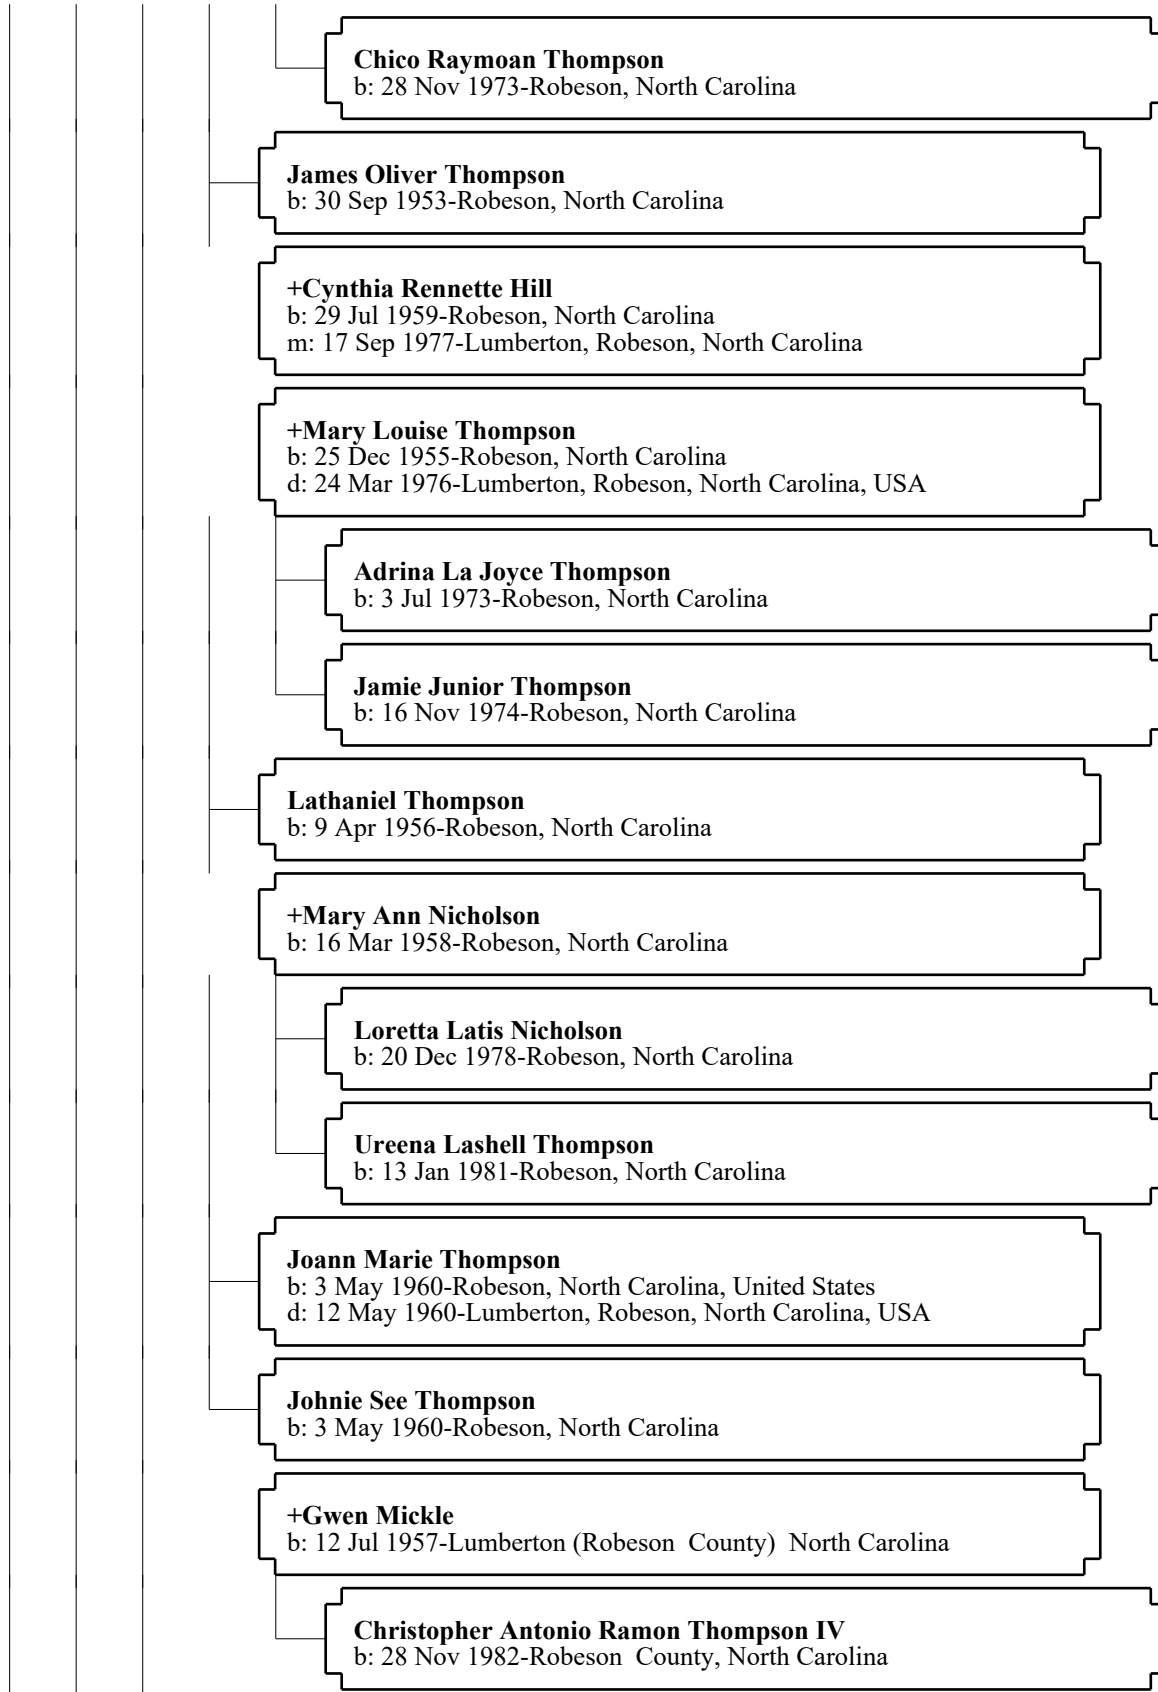 Chico Raymoan Thompson
b: 28 Nov 1973-Robeson, North Carolina
James Oliver Thompson
b: 30 Sep 1953-Robeson, North Carolina
+Cynthia Rennette Hill
b: 29 Jul 1959-Robeson, North Carolina
m: 17 Sep 1977-Lumberton, Robeson, North Carolina
+Mary Louise Thompson
b: 25 Dec 1955-Robeson, North Carolina
d: 24 Mar 1976-Lumberton, Robeson, North Carolina, USA
Adrina La Joyce Thompson
b: 3 Jul 1973-Robeson, North Carolina
Jamie Junior Thompson
b: 16 Nov 1974-Robeson, North Carolina
Lathaniel Thompson
b: 9 Apr 1956-Robeson, North Carolina
+Mary Ann Nicholson
b: 16 Mar 1958-Robeson, North Carolina
Loretta Latis Nicholson
b: 20 Dec 1978-Robeson, North Carolina
Ureena Lashell Thompson
b: 13 Jan 1981-Robeson, North Carolina
Joann Marie Thompson
b: 3 May 1960-Robeson, North Carolina, United States
d: 12 May 1960-Lumberton, Robeson, North Carolina, USA
Johnie See Thompson
b: 3 May 1960-Robeson, North Carolina
+Gwen Mickle
b: 12 Jul 1957-Lumberton (Robeson  County)  North Carolina
Christopher Antonio Ramon Thompson IV
b: 28 Nov 1982-Robeson  County, North Carolina